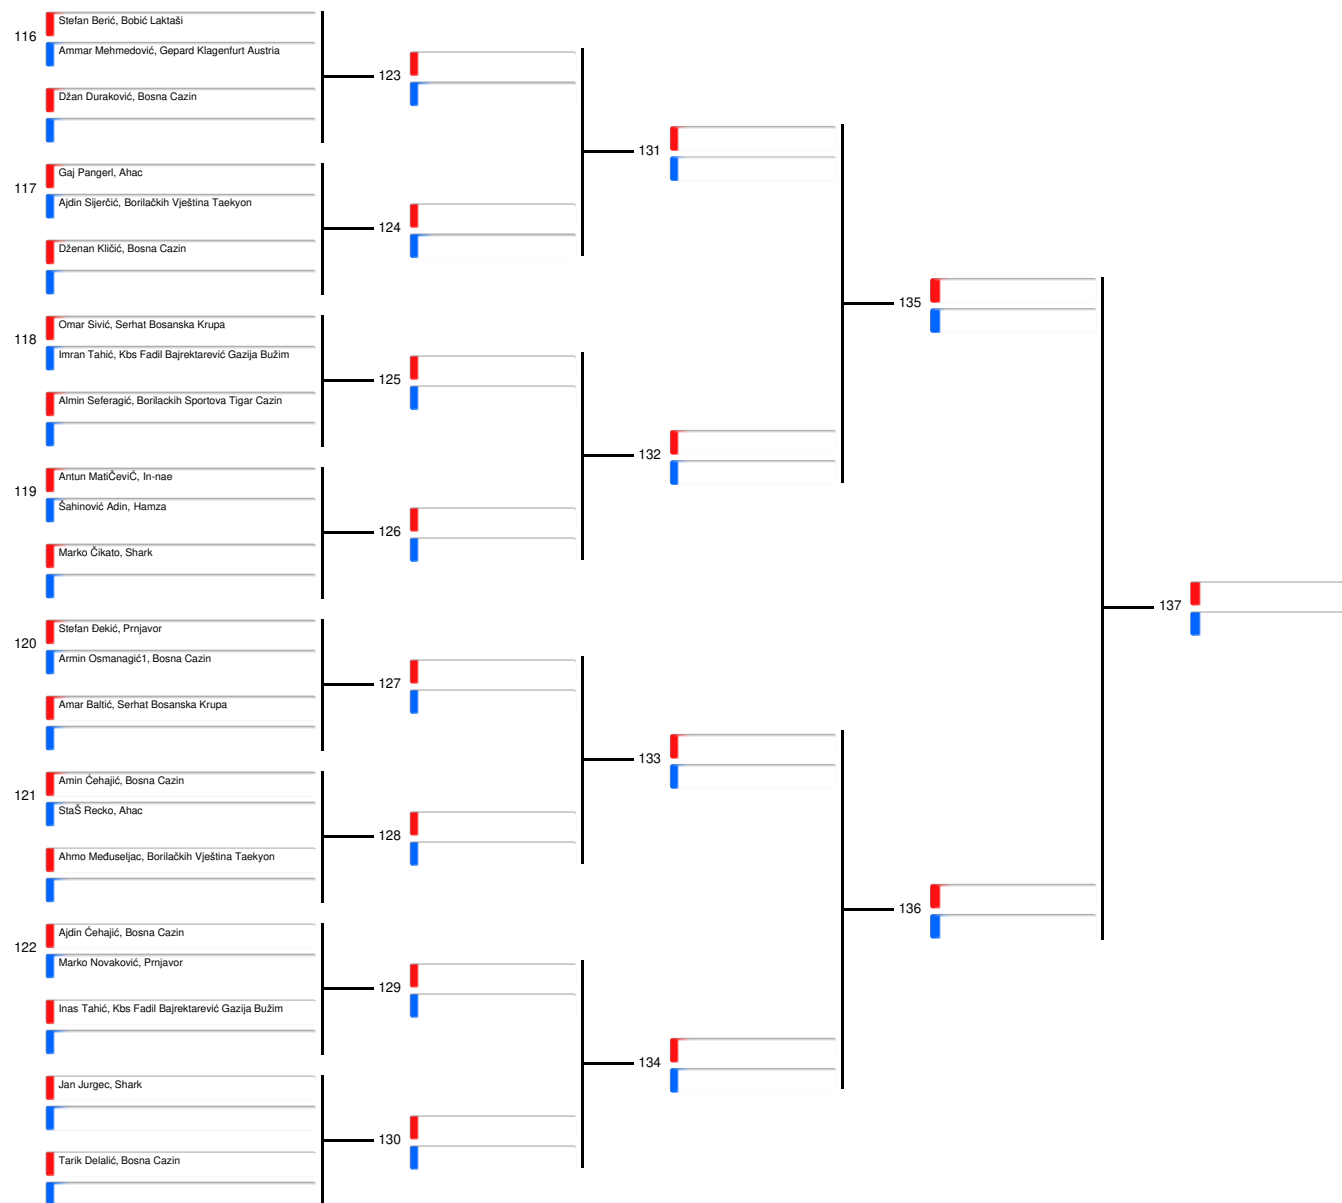 116
Stefan Berić, Bobić Laktaši
Ammar Mehmedović, Gepard Klagenfurt Austria
123
Džan Duraković, Bosna Cazin
131
117
Gaj Pangerl, Ahac
Ajdin Sijerčić, Borilačkih Vještina Taekyon
124
Dženan Kličić, Bosna Cazin
135
118
Omar Sivić, Serhat Bosanska Krupa
Imran Tahić, Kbs Fadil Bajrektarević Gazija Bužim
125
Almin Seferagić, Borilackih Sportova Tigar Cazin
132
119
Antun MatiČeviĆ, In-nae
Šahinović Adin, Hamza
126
Marko Čikato, Shark
137
120
Stefan Đekić, Prnjavor
Armin Osmanagić1, Bosna Cazin
127
Amar Baltić, Serhat Bosanska Krupa
133
121
Amin Ćehajić, Bosna Cazin
StaŠ Recko, Ahac
128
Ahmo Međuseljac, Borilačkih Vještina Taekyon
136
122
Ajdin Ćehajić, Bosna Cazin
Marko Novaković, Prnjavor
129
Inas Tahić, Kbs Fadil Bajrektarević Gazija Bužim
134
Jan Jurgec, Shark
130
Tarik Delalić, Bosna Cazin